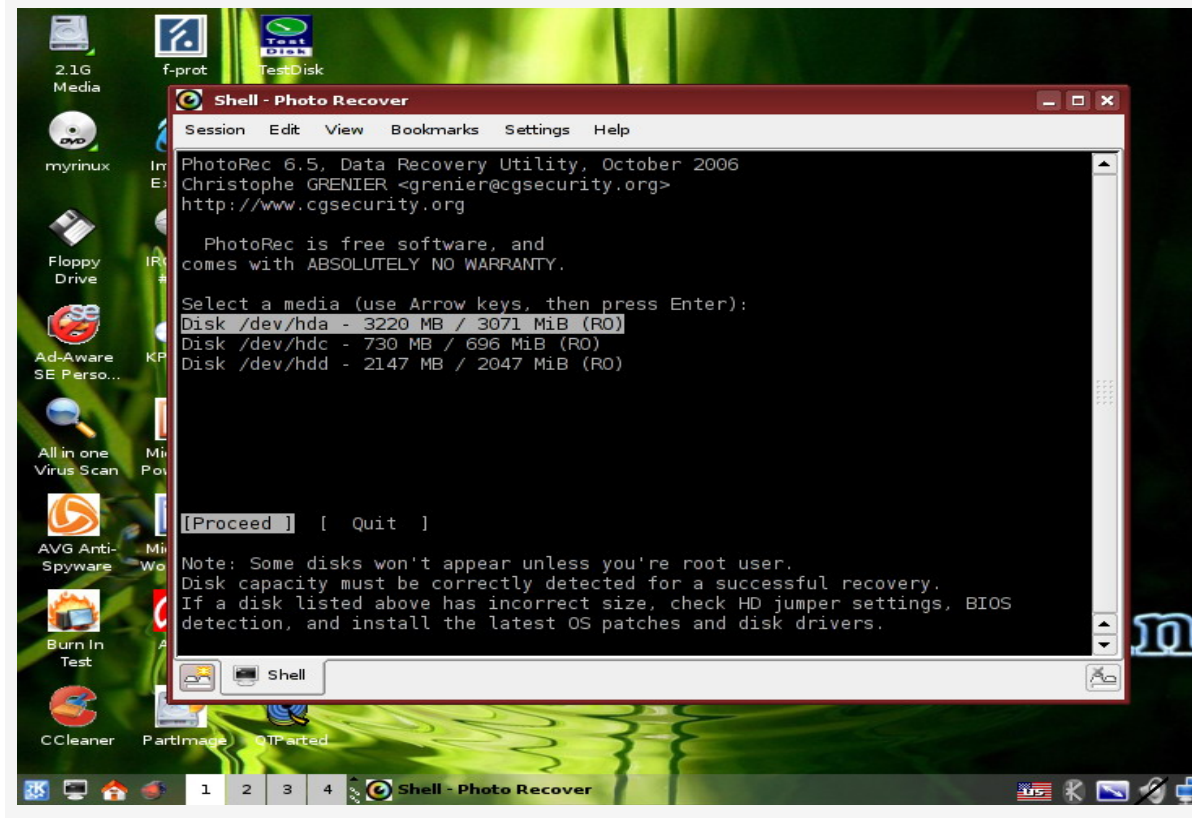 2.1G
Media
f-prot
Test
Disk
TestDisk
DVD
myrinux
Floppy
Drive
SE
Ad-Aware
SE Perso...
All in one
Virus Scan
AVG Anti-
Spyware
Burn In
Test
CCleaner
PartImage
QTParted
Shell - Photo Recover
Session Edit View Bookmarks Settings Help
PhotoRec 6.5, Data Recovery Utility, October 2006
Christophe GRENIER <grenier@cgsecurity.org>
http://www.cgsecurity.org
PhotoRec is free software, and
comes with ABSOLUTELY NO WARRANTY.
Select a media (use Arrow keys, then press Enter):
Disk /dev/hda - 3220 MB / 3071 MiB (RO)
Disk /dev/hdc - 730 MB / 696 MiB (RO)
Disk /dev/hdd - 2147 MB / 2047 MiB (RO)
[Proceed ] [ Quit ]
Note: Some disks won't appear unless you're root user.
Disk capacity must be correctly detected for a successful recovery.
If a disk listed above has incorrect size, check HD jumper settings, BIOS
detection, and install the latest OS patches and disk drivers.
Shell
1 2 3 4 Shell - Photo Recover
us